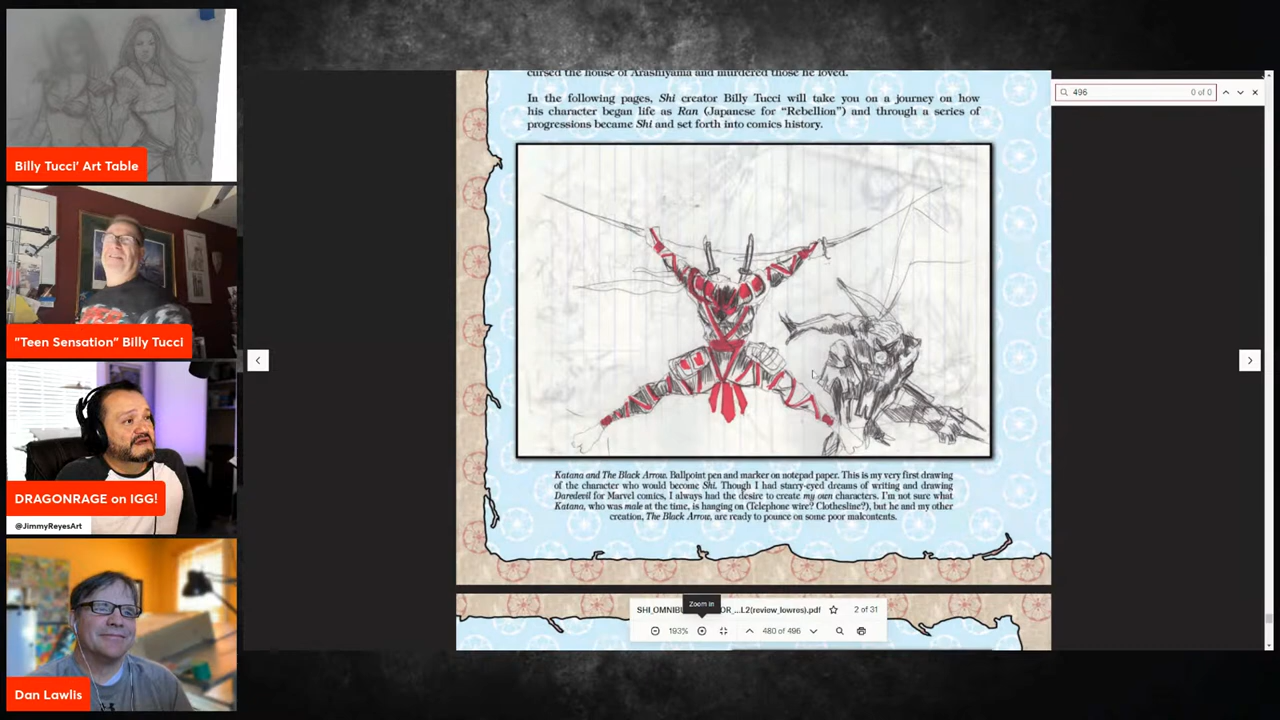 Billy Tucci' Art Table
"Teen Sensation" Billy Tucci
DRAGONRAGE on IGG!
@JimmyReyesArt
Dan Lawlis
cursed the house of Arashiyama and murdered those he loved.
In the following pages, Shi creator Billy Tucci will take you on a journey on how
his character began life as Ran (Japanese for "Rebellion") and through a series of
progressions became Shi and set forth into comics history.
Katana and The Black Arrow. Ballpoint pen and marker on notepad paper. This is my very first drawing
of the character who would become Shi. Though I had starry-eyed dreams of writing and drawing
Daredevil for Marvel comics, I always had the desire to create my own characters. I'm not sure what
Katana, who was male at the time, is hanging on (Telephone wire? Clothesline?), but he and my other
creation, The Black Arrow, are ready to pounce on some poor malcontents.
496
0 of 0
Zoom in
SHI_OMNIBU OR_...L2(review_lowres).pdf
2 of 31
193%
480 of 496